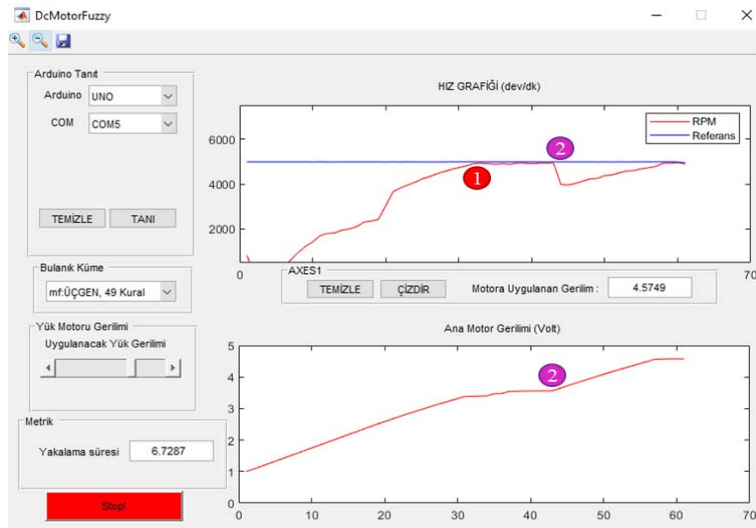 DcMotorFuzzy
Arduino Tanıt
Arduino UNO
COM COM5
TEMİZLE TANI
Bulanık Küme
mf:ÜÇGEN, 49 Kural
Yük Motoru Gerilimi
Uygulanacak Yük Gerilimi
Metrik
Yakalama süresi 6.7287
Stop!
HIZ GRAFİĞİ (dev/dk)
RPM
Referans
6000
4000
2000
1
2
0 70
AXES1
TEMİZLE ÇİZDİR Motora Uygulanan Gerilim : 4.5749
Ana Motor Gerilimi (Volt)
5
4
3
2
1
0
2
0 10 20 30 40 50 60 70